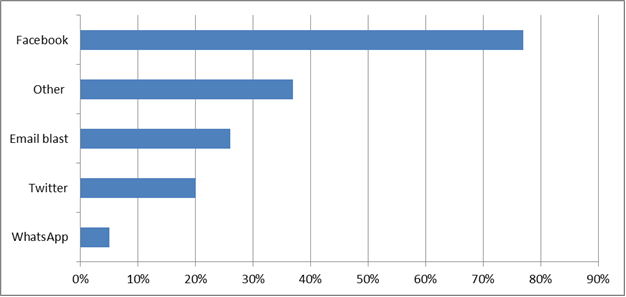 Facebook
Other
Email blast
Twitter
WhatsApp
0% 10% 20% 30% 40% 50% 60% 70% 80% 90%